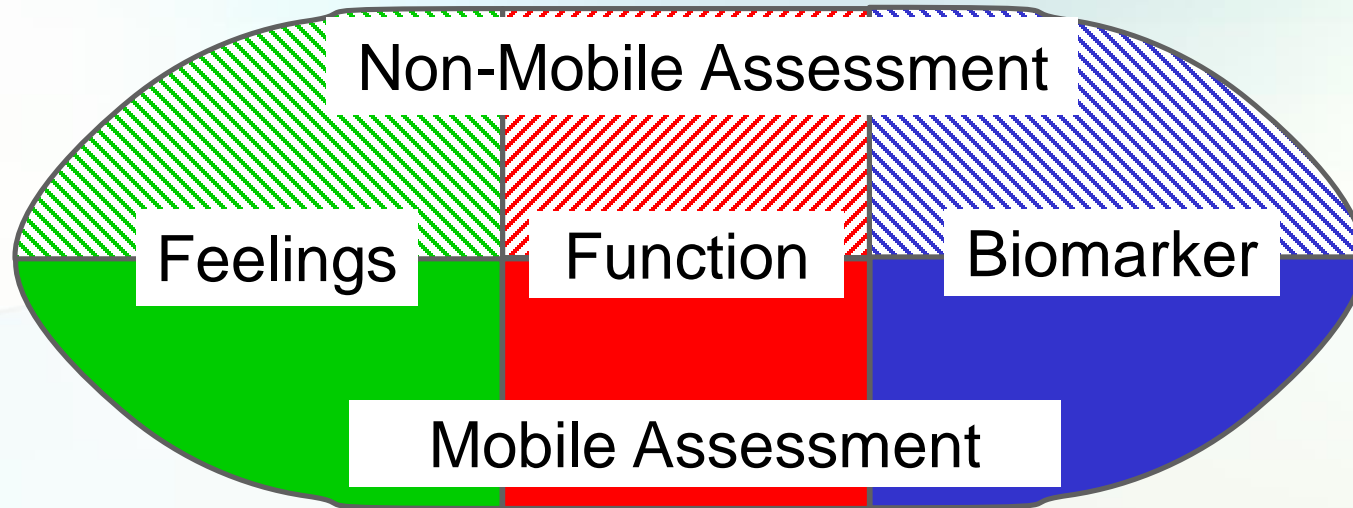 Non-Mobile Assessment
Feelings
Function
Biomarker
Mobile Assessment